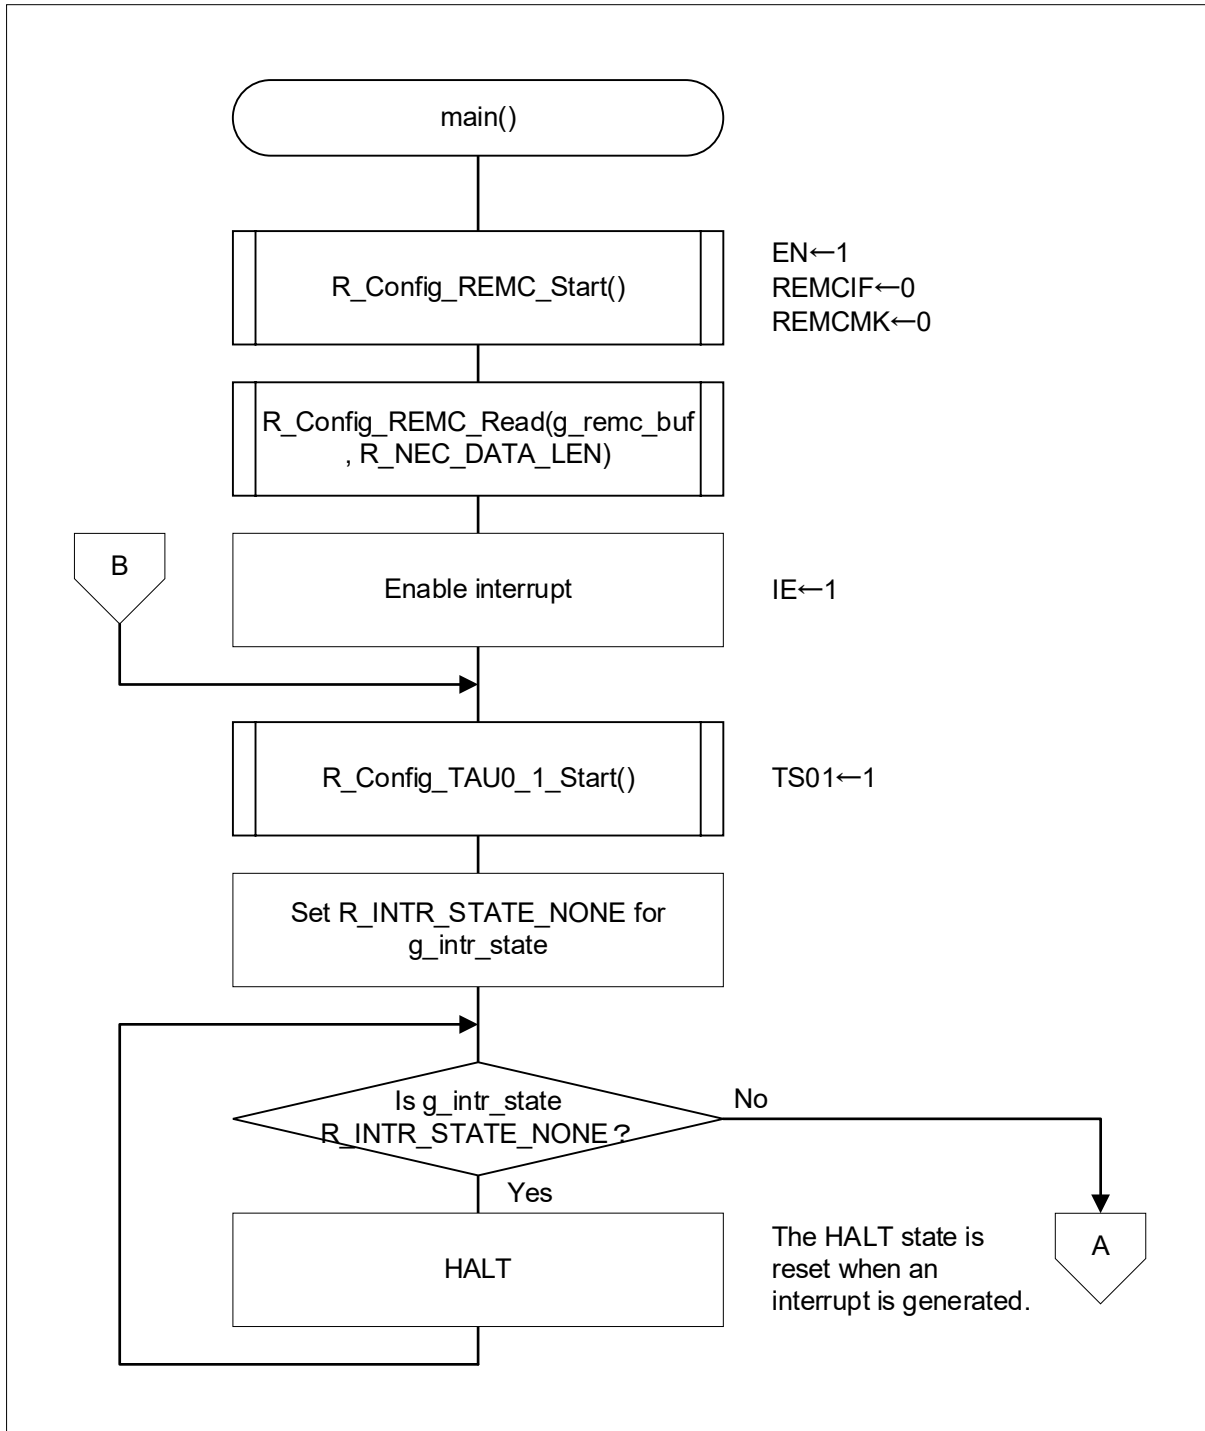 main()
R_Config_REMC_Start()
EN←1
REMCIF←0
REMCMK←0
R_Config_REMC_Read(g_remc_buf
, R_NEC_DATA_LEN)
B
Enable interrupt
IE←1
R_Config_TAU0_1_Start()
TS01←1
Set R_INTR_STATE_NONE for
g_intr_state
Is g_intr_state
R_INTR_STATE_NONE？
No
Yes
HALT
The HALT state is
reset when an
interrupt is generated.
A